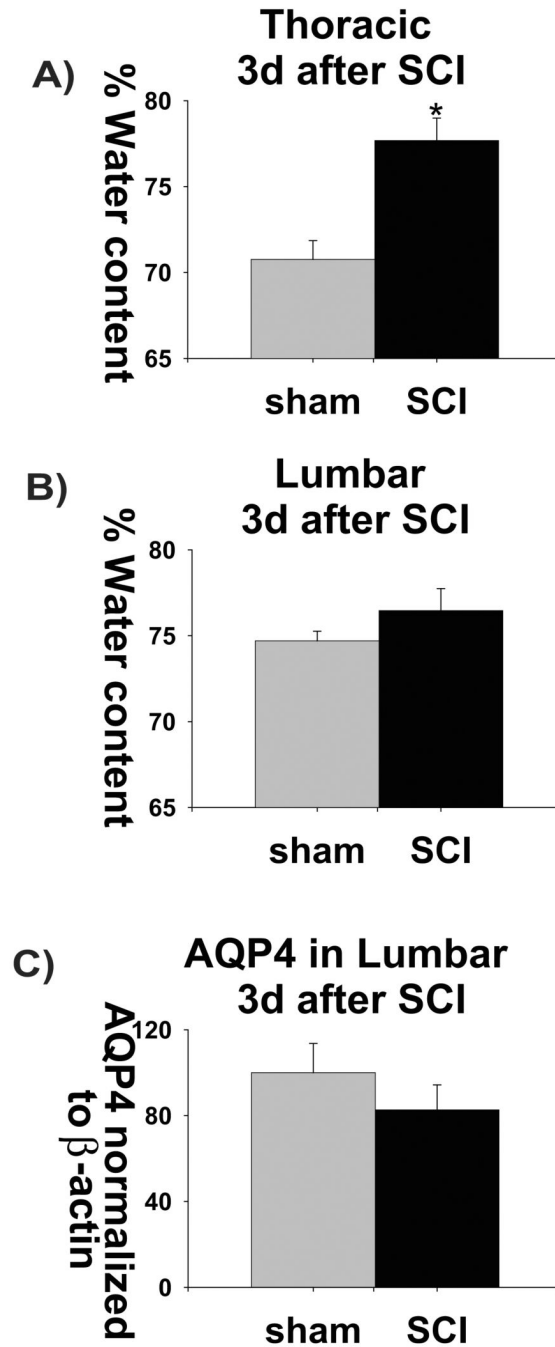 A)
Thoracic
3d after SCI
% Water content
80
75
70
65
*
sham SCI
B)
Lumbar
3d after SCI
% Water content
80
75
70
65
sham SCI
C)
AQP4 in Lumbar
3d after SCI
AQP4 normalized
to β-actin
120
80
40
0
sham SCI